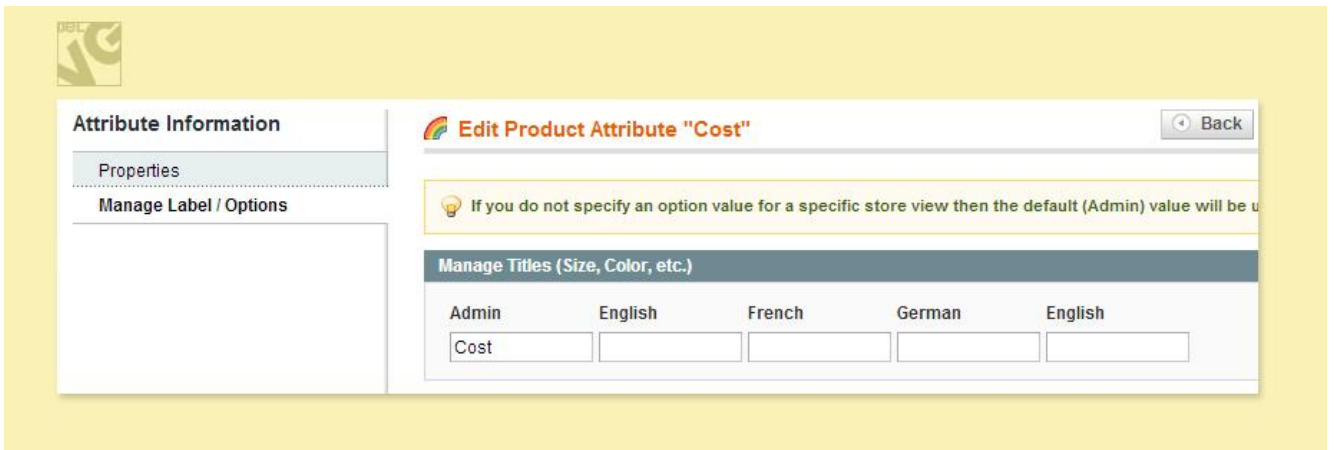 VG
Attribute Information
Properties
Manage Label / Options
Edit Product Attribute "Cost"
Back
If you do not specify an option value for a specific store view then the default (Admin) value will be
Manage Titles (Size, Color, etc.)
Admin English French German English
Cost